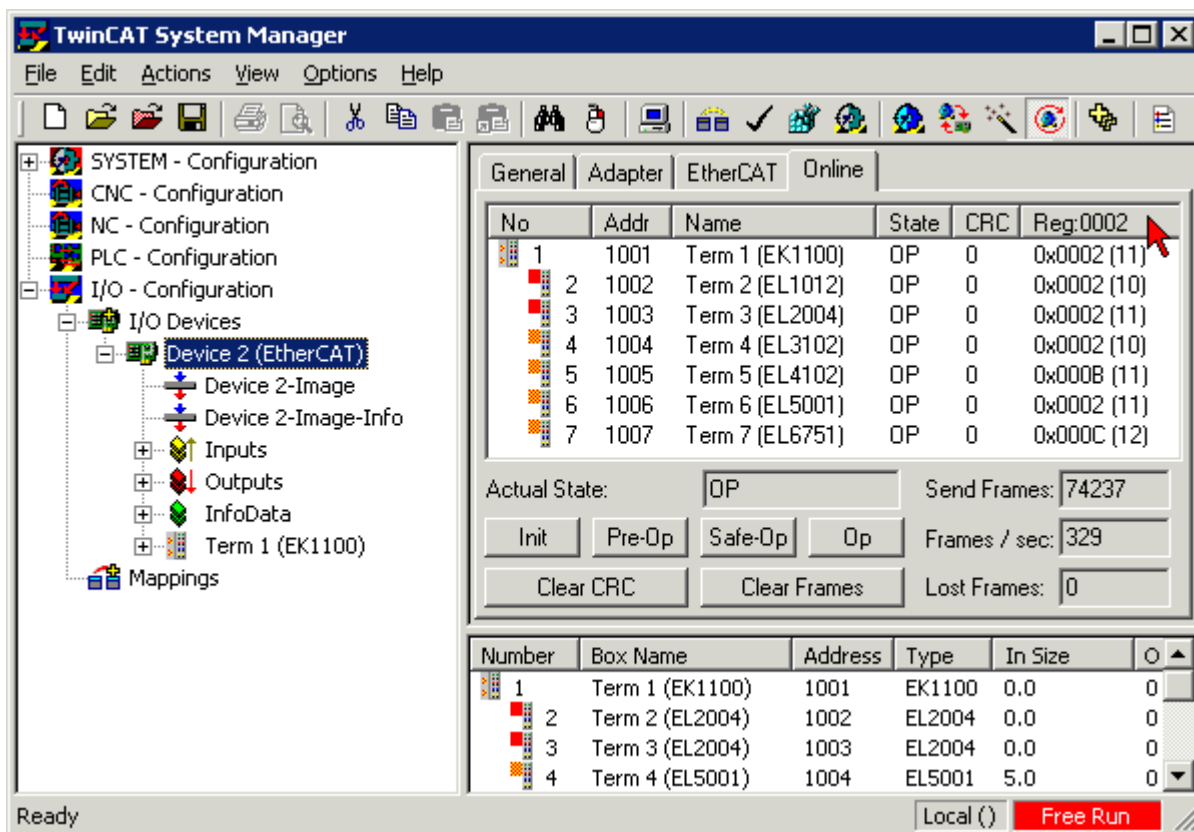 TwinCAT System Manager
File Edit Actions View Options Help
SYSTEM - Configuration
CNC - Configuration
NC - Configuration
PLC - Configuration
I/O - Configuration
I/O Devices
Device 2 (EtherCAT)
Device 2-Image
Device 2-Image-Info
Inputs
Outputs
InfoData
Term 1 (EK1100)
Mappings
General Adapter EtherCAT Online
No Addr Name State CRC Reg:0002
1 1001 Term 1 (EK1100) OP 0 0x0002 (11)
2 1002 Term 2 (EL1012) OP 0 0x0002 (10)
3 1003 Term 3 (EL2004) OP 0 0x0002 (11)
4 1004 Term 4 (EL3102) OP 0 0x0002 (10)
5 1005 Term 5 (EL4102) OP 0 0x000B (11)
6 1006 Term 6 (EL5001) OP 0 0x0002 (11)
7 1007 Term 7 (EL6751) OP 0 0x000C (12)
Actual State: OP Send Frames: 74237
Init Pre-Op Safe-Op Op Frames / sec: 329
Clear CRC Clear Frames Lost Frames: 0
Number Box Name Address Type In Size O
1 Term 1 (EK1100) 1001 EK1100 0.0 0
2 Term 2 (EL2004) 1002 EL2004 0.0 0
3 Term 3 (EL2004) 1003 EL2004 0.0 0
4 Term 4 (EL5001) 1004 EL5001 5.0 0
Ready Local () Free Run